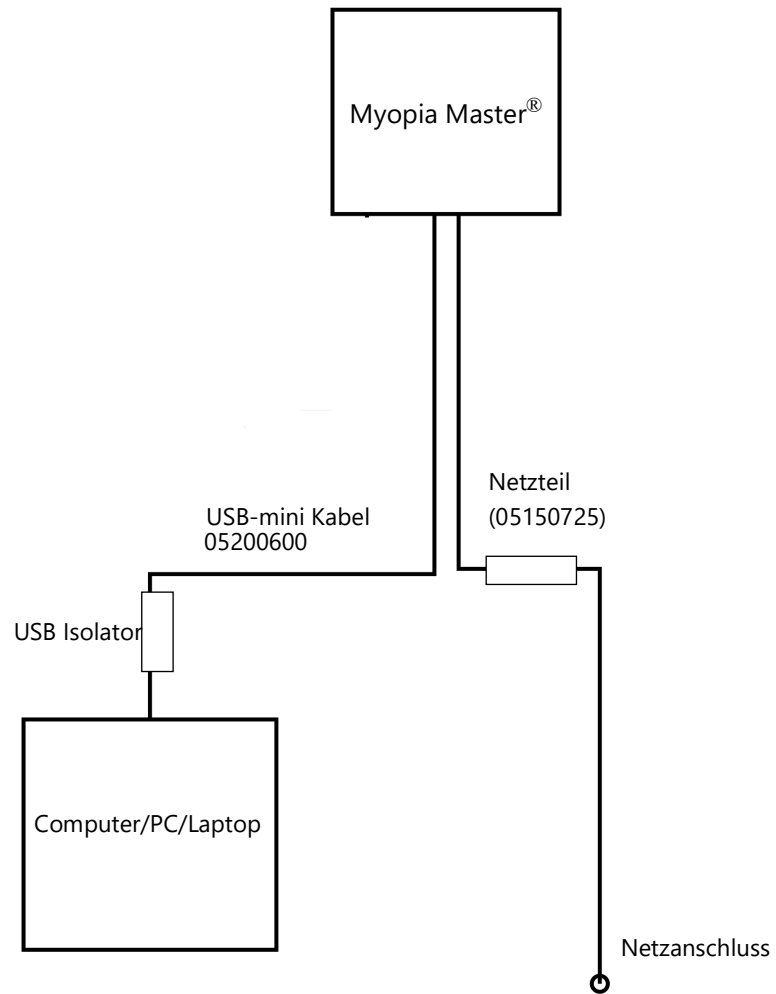 Myopia Master®
Netzteil
(05150725)
USB-mini Kabel
05200600
USB Isolator
Computer/PC/Laptop
Netzanschluss